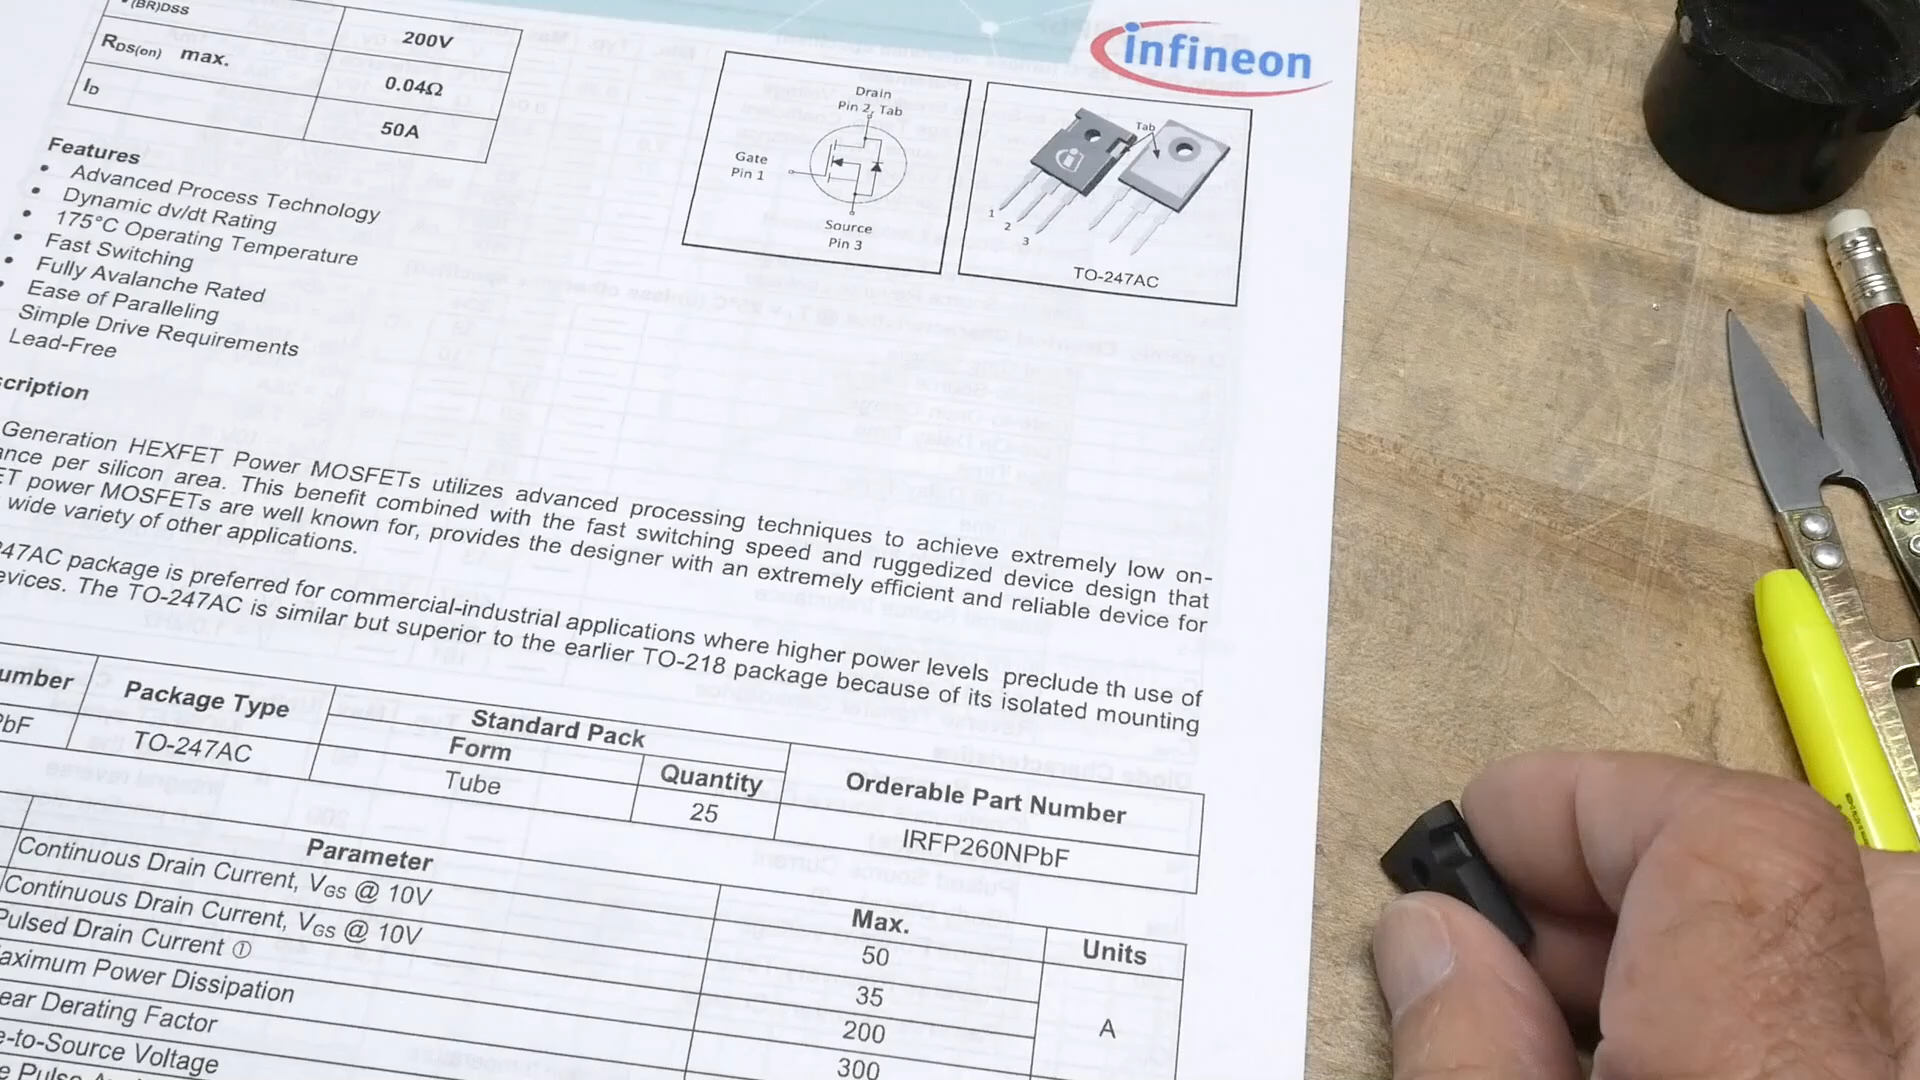 (BR)DSS 200V
RDS(on) max. 0.04Ω
ID 50A
infineon
Drain
Pin 2, Tab
Gate
Pin 1
Source
Pin 3
Tab
1
2
3
TO-247AC
Features
• Advanced Process Technology
• Dynamic dv/dt Rating
• 175°C Operating Temperature
• Fast Switching
• Fully Avalanche Rated
• Ease of Paralleling
Simple Drive Requirements
Lead-Free
scription
Generation HEXFET Power MOSFETs utilizes advanced processing techniques to achieve extremely low on-
ance per silicon area. This benefit combined with the fast switching speed and ruggedized device design that
ET power MOSFETs are well known for, provides the designer with an extremely efficient and reliable device for
wide variety of other applications.
247AC package is preferred for commercial-industrial applications where higher power levels preclude th use of
evices. The TO-247AC is similar but superior to the earlier TO-218 package because of its isolated mounting
umber Package Type Standard Pack Orderable Part Number
Form Quantity
PbF TO-247AC Tube 25 IRFP260NPbF
Parameter Max. Units
Continuous Drain Current, VGS @ 10V 50
Continuous Drain Current, VGS @ 10V 35 A
Pulsed Drain Current ① 200
aximum Power Dissipation 300
ear Derating Factor
e-to-Source Voltage
e Pulse